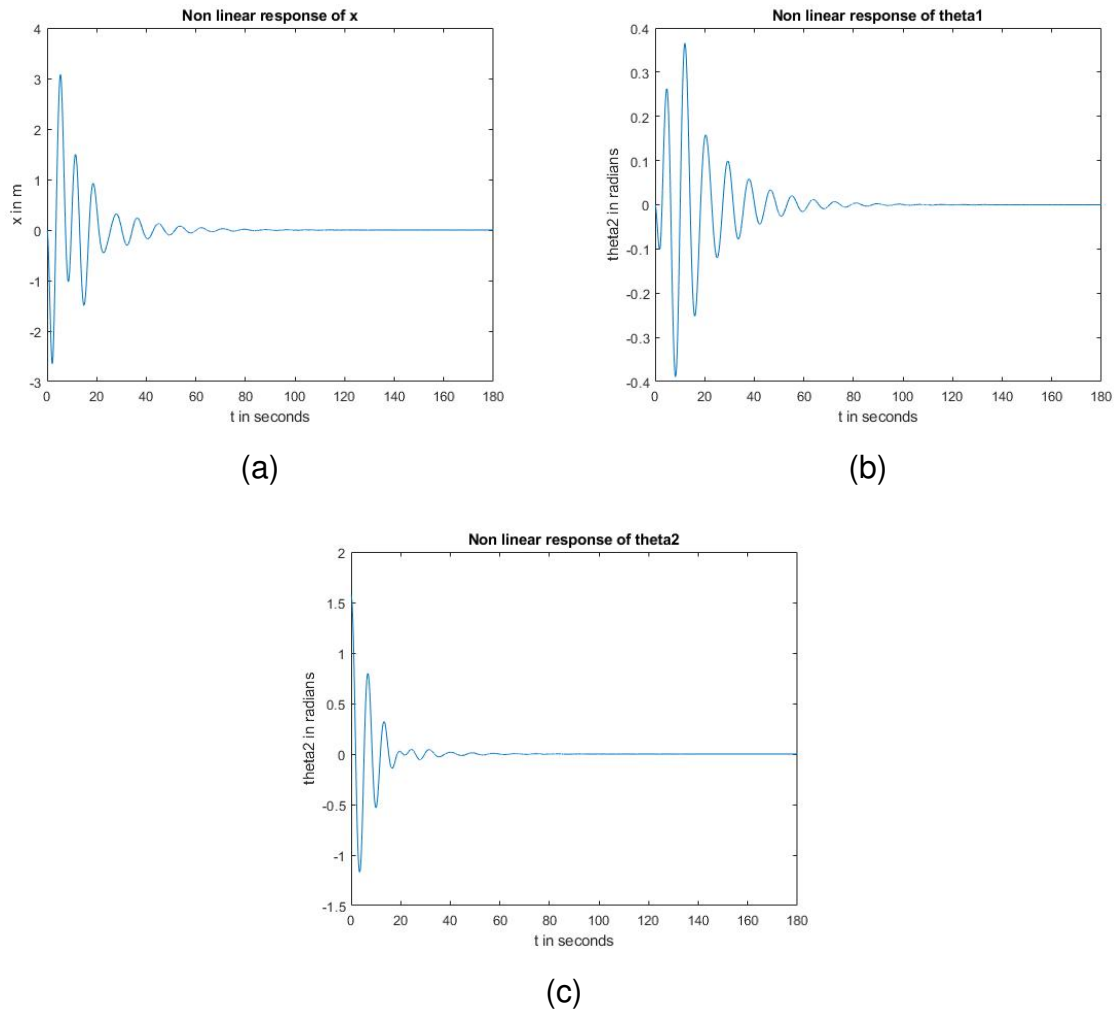 Non linear response of x
4
3
2
1
0
-1
-2
-3
x in m
0 20 40 60 80 100 120 140 160 180
t in seconds
(a)
Non linear response of theta1
0.4
0.3
0.2
0.1
0
-0.1
-0.2
-0.3
-0.4
theta2 in radians
0 20 40 60 80 100 120 140 160 180
t in seconds
(b)
Non linear response of theta2
2
1.5
1
0.5
0
-0.5
-1
-1.5
theta2 in radians
0 20 40 60 80 100 120 140 160 180
t in seconds
(c)